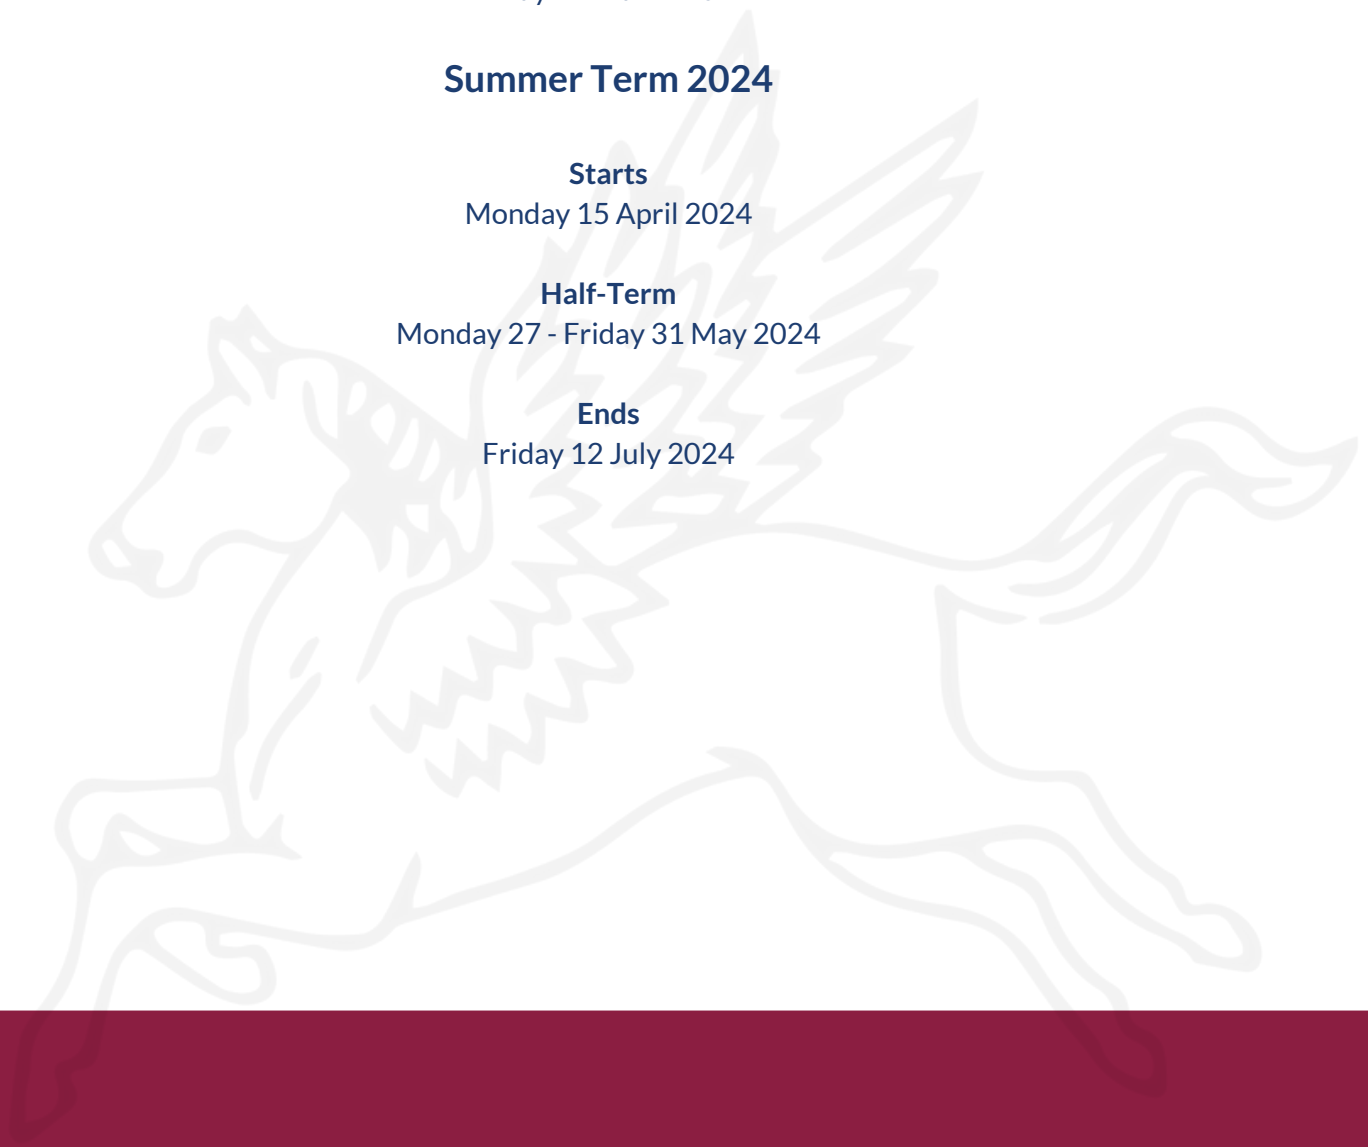 Summer Term 2024
Starts
Monday 15 April 2024
Half-Term
Monday 27 - Friday 31 May 2024
Ends
Friday 12 July 2024